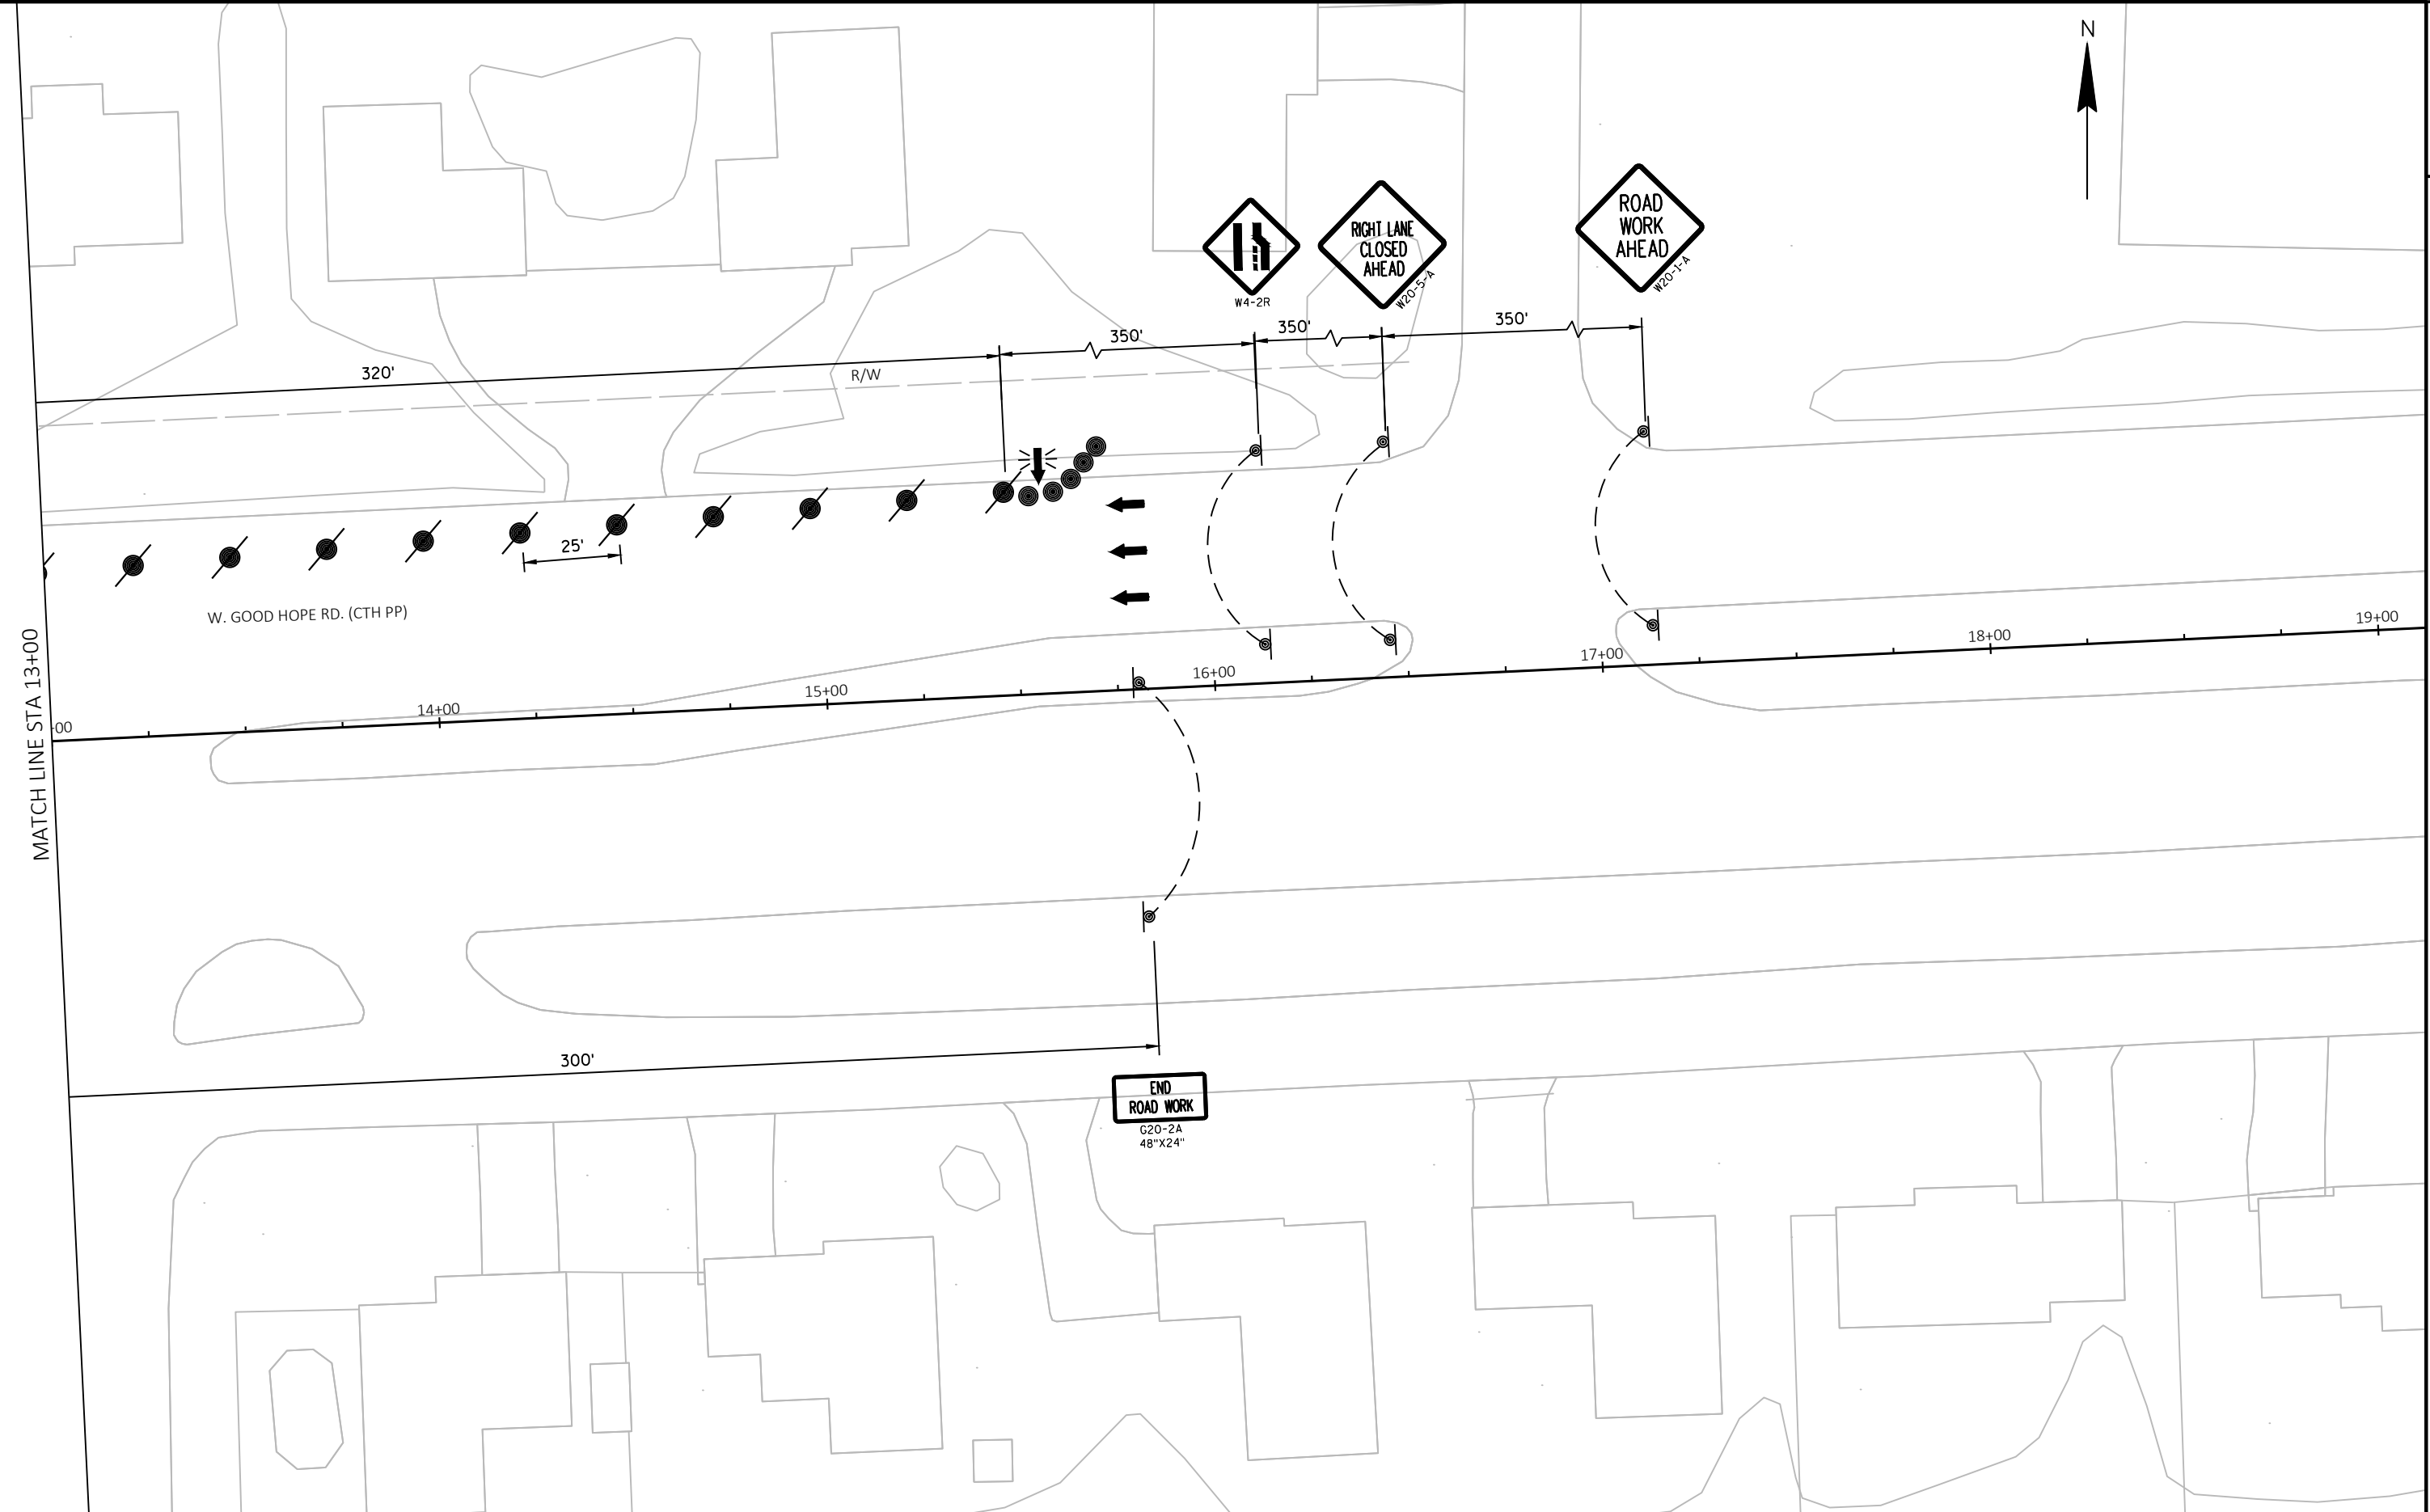 N
ROAD
WORK
AHEAD
W20-1-A
RIGHT LANE
CLOSED
AHEAD
W20-5-A
W4-2R
350'
350'
350'
320'
R/W
25'
W. GOOD HOPE RD. (CTH PP)
MATCH LINE STA 13+00
+00
14+00
15+00
16+00
17+00
18+00
19+00
300'
END
ROAD WORK
G20-2A
48"X24"